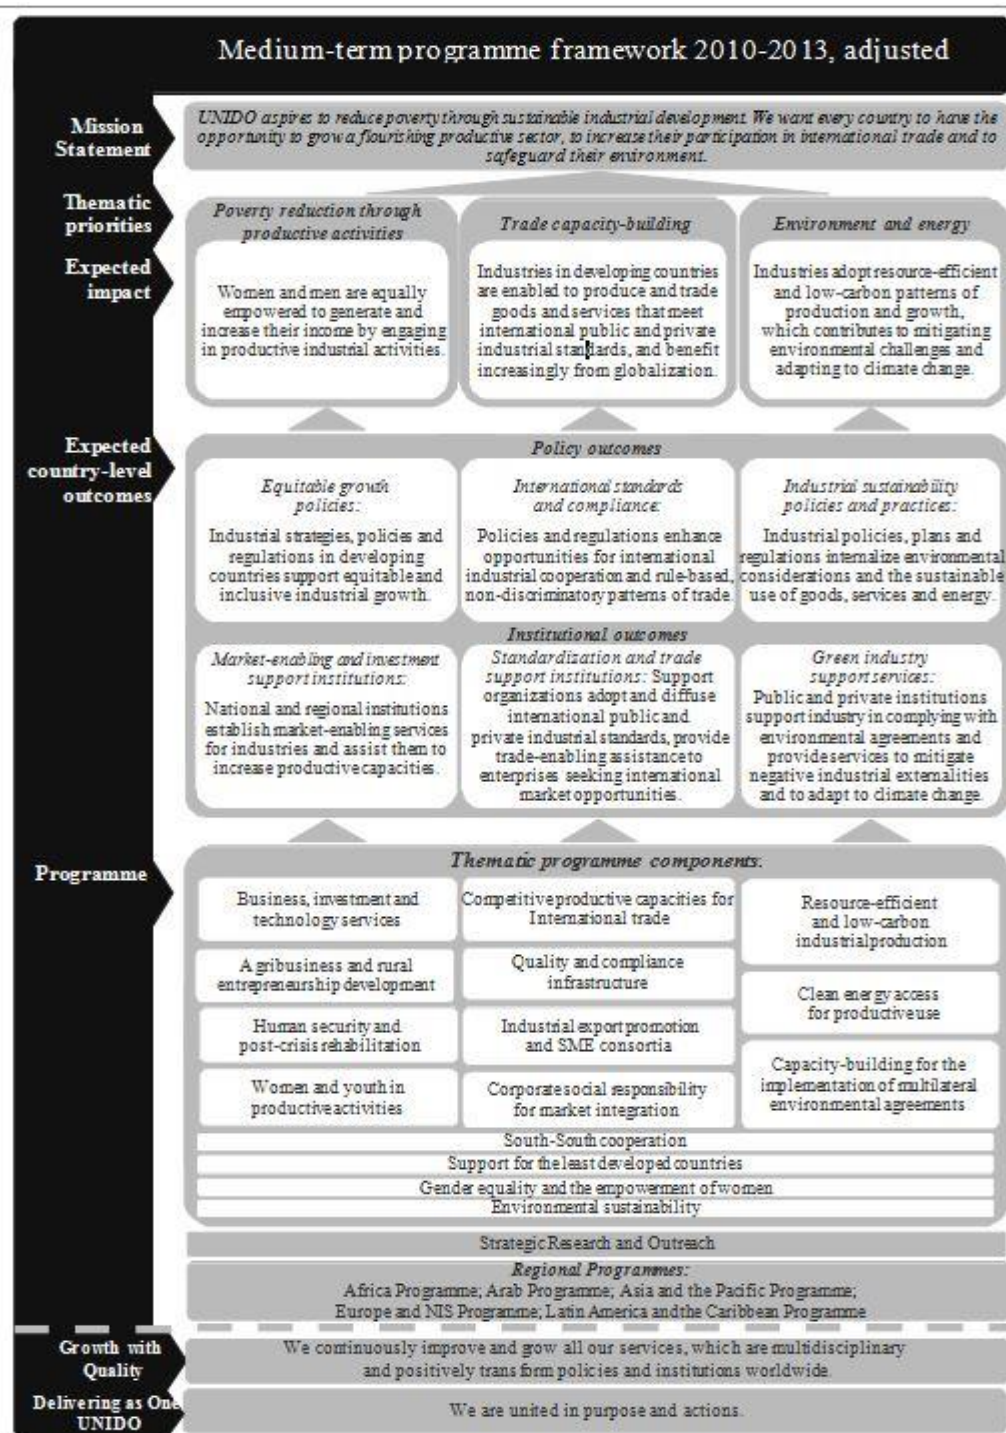 Medium-term programme framework 2010-2013, adjusted
Mission
Statement
UNIDO aspires to reduce poverty through sustainable industrial development. We want every country to have the
opportunity to grow a flourishing productive sector, to increase their participation in international trade and to
safeguard their environment.
Thematic
priorities
Poverty reduction through
productive activities
Trade capacity-building
Environment and energy
Expected
impact
Women and men are equally
empowered to generate and
increase their income by engaging
in productive industrial activities.
Industries in developing countries
are enabled to produce and trade
goods and services that meet
international public and private
industrial standards, and benefit
increasingly from globalization.
Industries adopt resource-efficient
and low-carbon patterns of
production and growth,
which contributes to mitigating
environmental challenges and
adapting to climate change.
Expected
country-level
outcomes
Policy outcomes
Equitable growth
policies:
Industrial strategies, policies and
regulations in developing
countries support equitable and
inclusive industrial growth.
International standards
and compliance:
Policies and regulations enhance
opportunities for international
industrial cooperation and rule-based,
non-discriminatory patterns of trade.
Industrial sustainability
policies and practices:
Industrial policies, plans and
regulations internalize environmental
considerations and the sustainable
use of goods, services and energy.
Institutional outcomes
Market-enabling and investment
support institutions:
National and regional institutions
establish market-enabling services
for industries and assist them to
increase productive capacities.
Standardization and trade
support institutions: Support
organizations adopt and diffuse
international public and
private industrial standards, provide
trade-enabling assistance to
enterprises seeking international
market opportunities.
Green industry
support services:
Public and private institutions
support industry in complying with
environmental agreements and
provide services to mitigate
negative industrial externalities
and to adapt to climate change.
Programme
Thematic programme components:
Business, investment and
technology services
Agribusiness and rural
entrepreneurship development
Human security and
post-crisis rehabilitation
Women and youth in
productive activities
Competitive productive capacities for
International trade
Quality and compliance
infrastructure
Industrial export promotion
and SME consortia
Corporate social responsibility
for market integration
Resource-efficient
and low-carbon
industrial production
Clean energy access
for productive use
Capacity-building for the
implementation of multilateral
environmental agreements
South-South cooperation
Support for the least developed countries
Gender equality and the empowerment of women
Environmental sustainability
Strategic Research and Outreach
Regional Programmes:
Africa Programme; Arab Programme; Asia and the Pacific Programme;
Europe and NIS Programme; Latin America and the Caribbean Programme
Growth with
Quality
We continuously improve and grow all our services, which are multidisciplinary
and positively transform policies and institutions worldwide.
Delivering as One
UNIDO
We are united in purpose and actions.